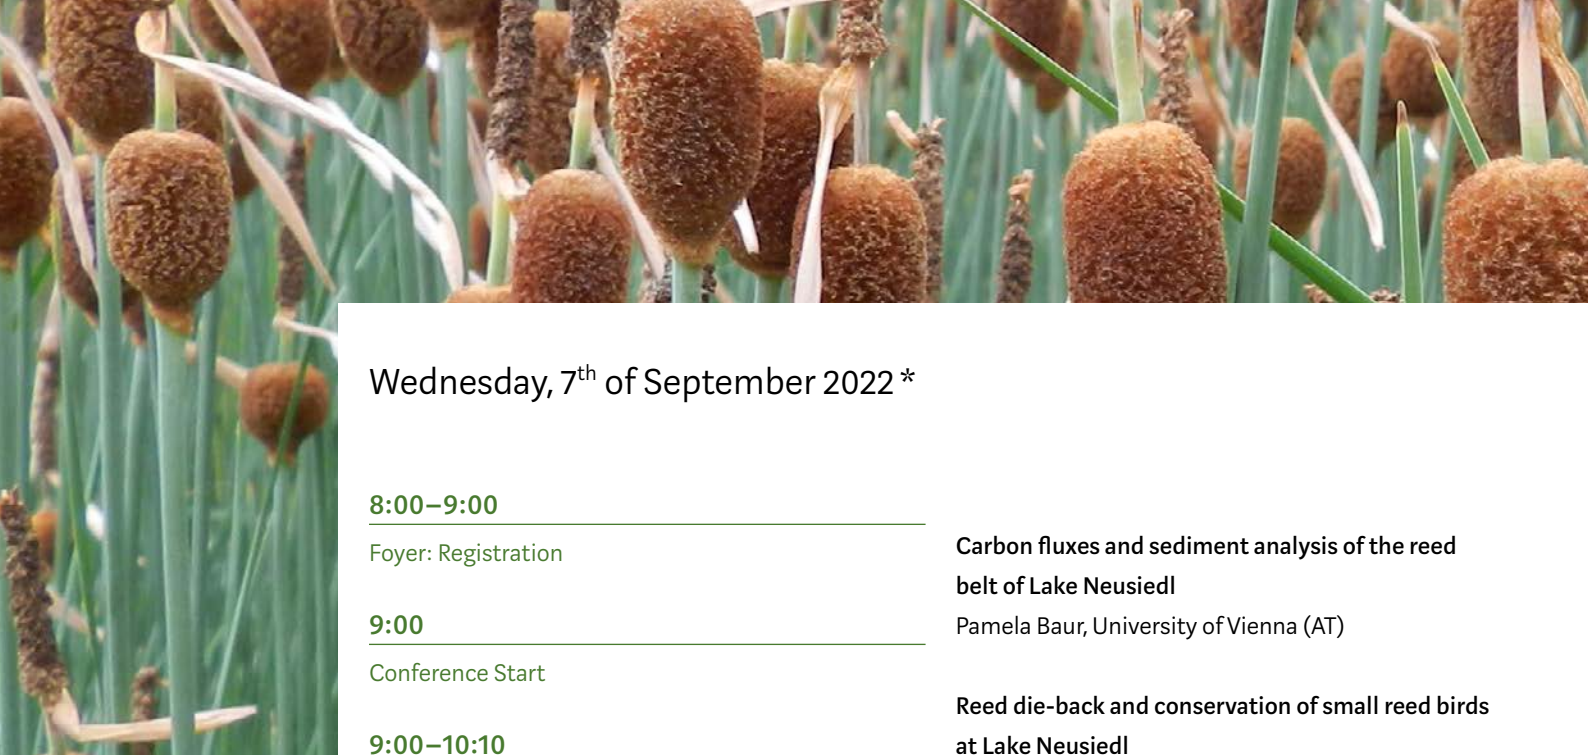 Wednesday, 7th of September 2022 *
8:00–9:00
Foyer: Registration
9:00
Conference Start
9:00–10:10
Carbon fluxes and sediment analysis of the reed
belt of Lake Neusiedl
Pamela Baur, University of Vienna (AT)
Reed die-back and conservation of small reed birds
at Lake Neusiedl